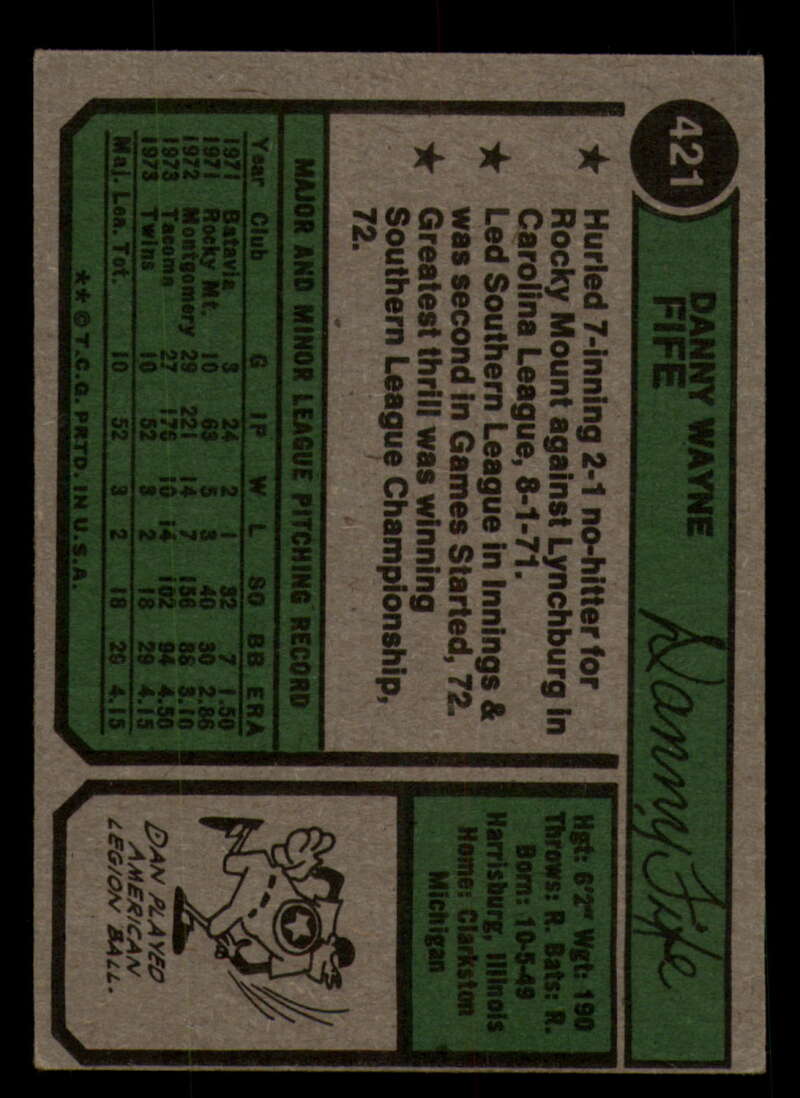 421
DANNY WAYNE
FIFE
Danny Fife
★ Hurled 7-inning 2-1 no-hitter for
Rocky Mount against Lynchburg in
Carolina League, 8-1-71.
★ Led Southern League in Innings &
was second in Games Started, 72.
★ Greatest thrill was winning
Southern League Championship,
72.
MAJOR AND MINOR LEAGUE PITCHING RECORD
Year Club G IP W L SO BB ERA
1971 Batavia 3 24 2 1 32 7 1.50
1971 Rocky Mt. 10 63 5 3 40 30 2.86
1972 Montgomery 29 221 14 7 156 86 3.10
1973 Tacoma 27 176 10 14 102 94 4.50
1973 Twins 10 52 3 2 18 29 4.15
Maj. Lea. Tot. 10 52 3 2 18 29 4.15
**©T.C.G. PRTD. IN U.S.A.
Hgt: 6'2" Wgt: 190
Throws: R. Bats: R.
Born: 10-5-49
Harrisburg, Illinois
Home: Clarkston
Michigan
DAN PLAYED
AMERICAN
LEGION BALL.